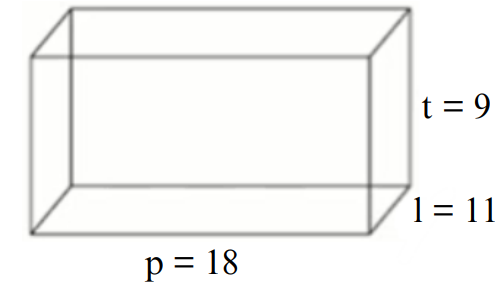 t = 9
l = 11
p = 18